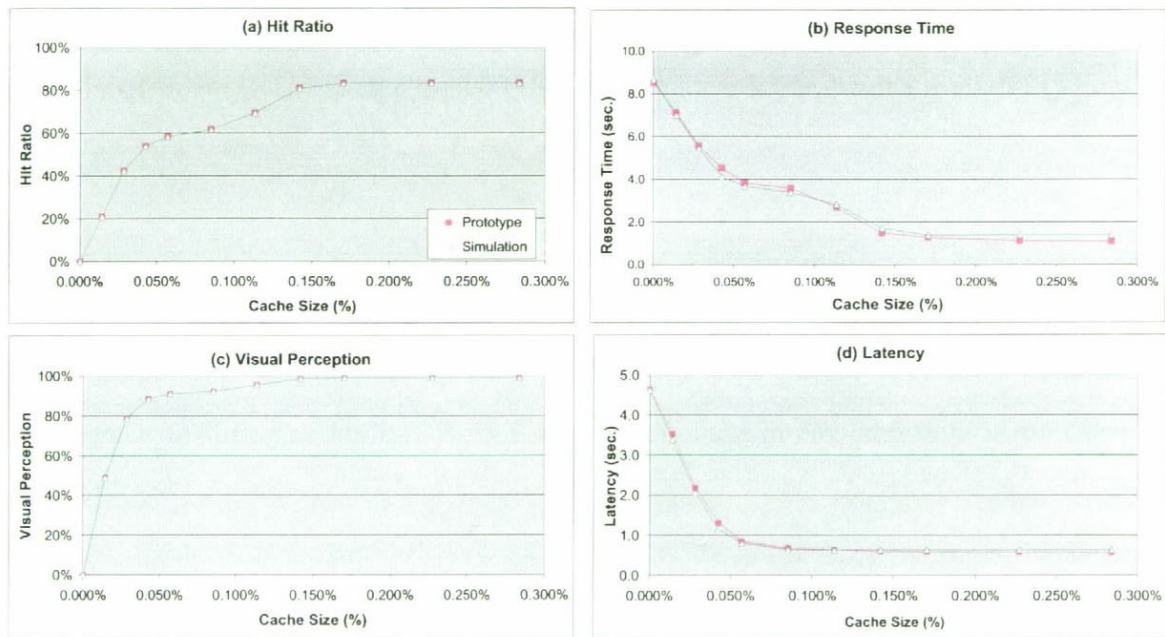 (a) Hit Ratio
100%
80%
60%
40%
20%
0%
Hit Ratio
Prototype
Simulation
0.000% 0.050% 0.100% 0.150% 0.200% 0.250% 0.300%
Cache Size (%)
(b) Response Time
10.0
8.0
6.0
4.0
2.0
0.0
Response Time (sec.)
0.000% 0.050% 0.100% 0.150% 0.200% 0.250% 0.300%
Cache Size (%)
(c) Visual Perception
100%
80%
60%
40%
20%
0%
Visual Perception
0.000% 0.050% 0.100% 0.150% 0.200% 0.250% 0.300%
Cache Size (%)
(d) Latency
5.0
4.0
3.0
2.0
1.0
0.0
Latency (sec.)
0.000% 0.050% 0.100% 0.150% 0.200% 0.250% 0.300%
Cache Size (%)